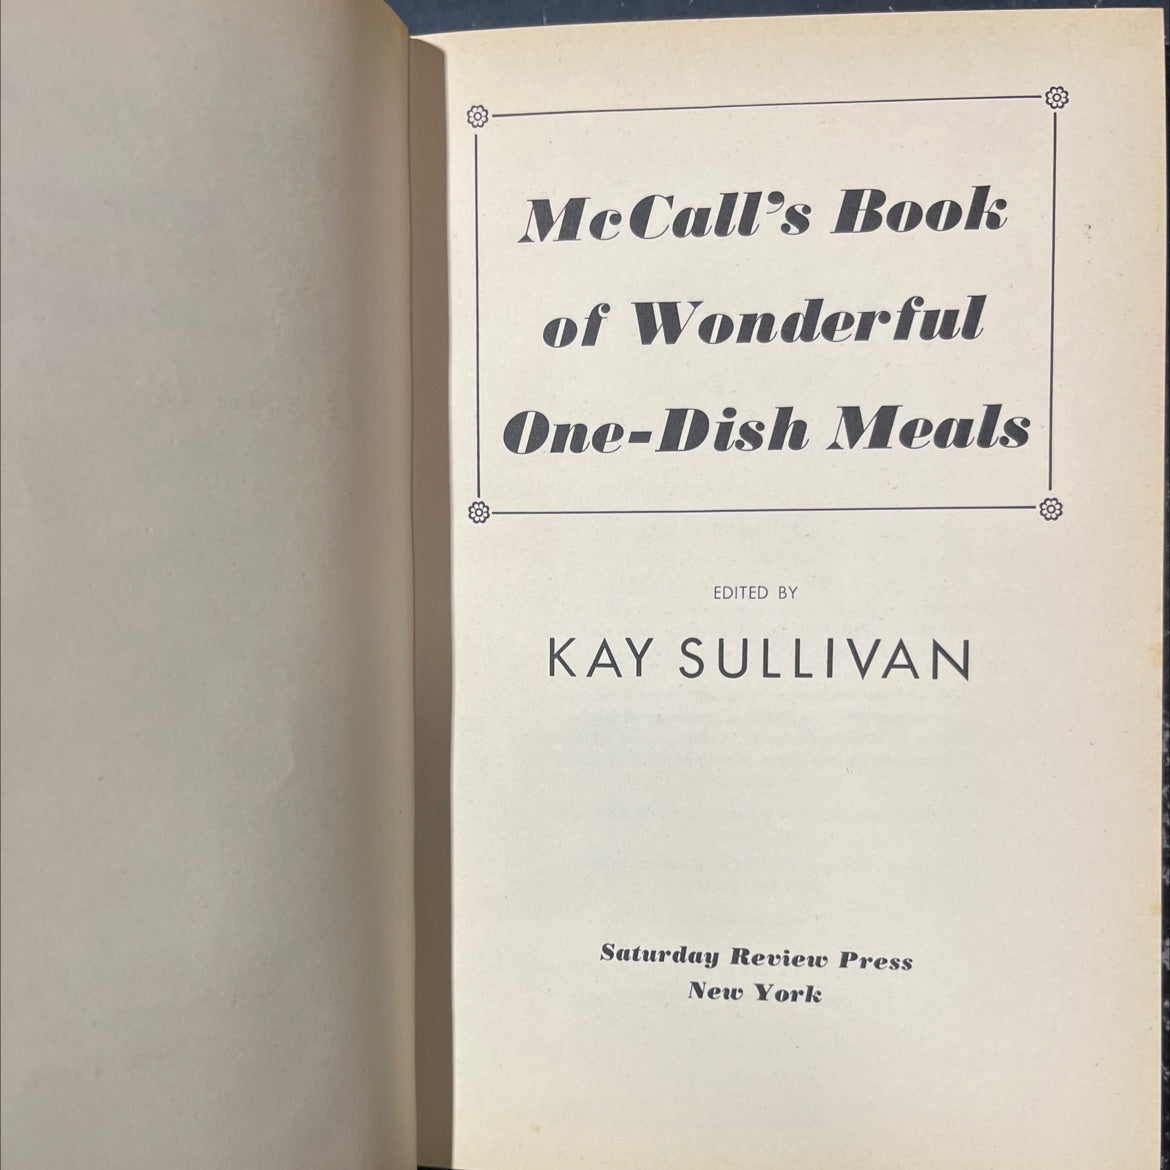 McCall's Book
of Wonderful
One-Dish Meals
EDITED BY
KAY SULLIVAN
Saturday Review Press
New York